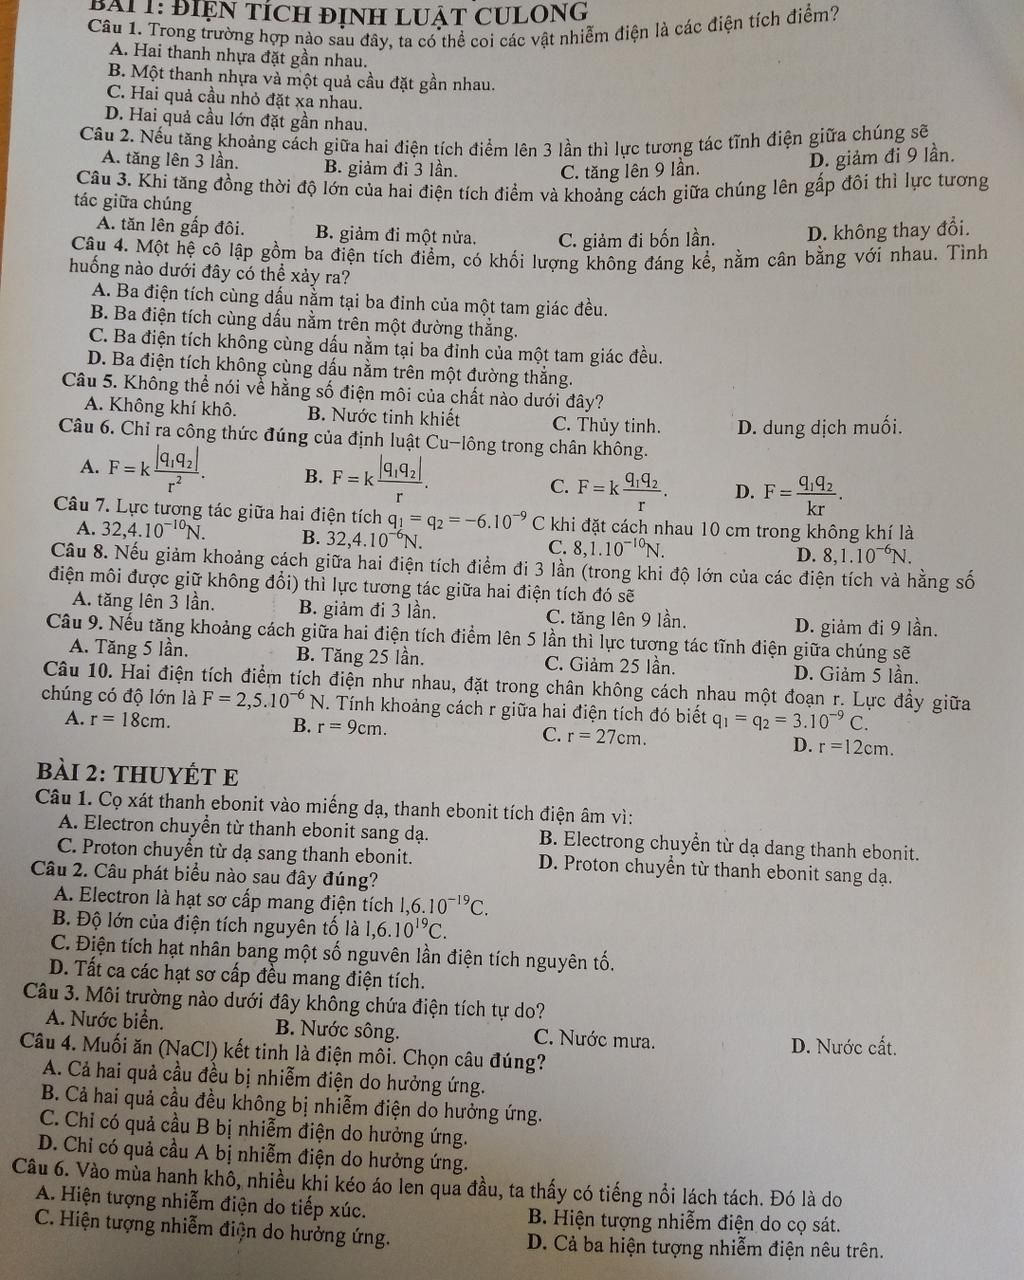 BÀI 1: ĐIỆN TÍCH ĐỊNH LUẬT CULONG
Câu 1. Trong trường hợp nào sau đây, ta có thể coi các vật nhiễm điện là các điện tích điểm?
A. Hai thanh nhựa đặt gần nhau.
B. Một thanh nhựa và một quả cầu đặt gần nhau.
C. Hai quả cầu nhỏ đặt xa nhau.
D. Hai quả cầu lớn đặt gần nhau.
Câu 2. Nếu tăng khoảng cách giữa hai điện tích điểm lên 3 lần thì lực tương tác tĩnh điện giữa chúng sẽ
A. tăng lên 3 lần. B. giảm đi 3 lần. C. tăng lên 9 lần. D. giảm đi 9 lần.
Câu 3. Khi tăng đồng thời độ lớn của hai điện tích điểm và khoảng cách giữa chúng lên gấp đôi thì lực tương
tác giữa chúng
A. tăn lên gấp đôi. B. giảm đi một nửa. C. giảm đi bốn lần. D. không thay đổi.
Câu 4. Một hệ cô lập gồm ba điện tích điểm, có khối lượng không đáng kể, nằm cân bằng với nhau. Tình
huống nào dưới đây có thể xảy ra?
A. Ba điện tích cùng dấu nằm tại ba đỉnh của một tam giác đều.
B. Ba điện tích cùng dấu nằm trên một đường thẳng.
C. Ba điện tích không cùng dấu nằm tại ba đỉnh của một tam giác đều.
D. Ba điện tích không cùng dấu nằm trên một đường thẳng.
Câu 5. Không thể nói về hằng số điện môi của chất nào dưới đây?
A. Không khí khô. B. Nước tinh khiết C. Thủy tinh. D. dung dịch muối.
Câu 6. Chỉ ra công thức đúng của định luật Cu–lông trong chân không.
A. F = k |q₁q₂| / r². B. F = k |q₁q₂| / r. C. F = k q₁q₂ / r. D. F = q₁q₂ / kr.
Câu 7. Lực tương tác giữa hai điện tích q₁ = q₂ = −6.10⁻⁹ C khi đặt cách nhau 10 cm trong không khí là
A. 32,4.10⁻¹⁰N. B. 32,4.10⁻⁶N. C. 8,1.10⁻¹⁰N. D. 8,1.10⁻⁶N.
Câu 8. Nếu giảm khoảng cách giữa hai điện tích điểm đi 3 lần (trong khi độ lớn của các điện tích và hằng số
điện môi được giữ không đổi) thì lực tương tác giữa hai điện tích đó sẽ
A. tăng lên 3 lần. B. giảm đi 3 lần. C. tăng lên 9 lần. D. giảm đi 9 lần.
Câu 9. Nếu tăng khoảng cách giữa hai điện tích điểm lên 5 lần thì lực tương tác tĩnh điện giữa chúng sẽ
A. Tăng 5 lần. B. Tăng 25 lần. C. Giảm 25 lần. D. Giảm 5 lần.
Câu 10. Hai điện tích điểm tích điện như nhau, đặt trong chân không cách nhau một đoạn r. Lực đẩy giữa
chúng có độ lớn là F = 2,5.10⁻⁶ N. Tính khoảng cách r giữa hai điện tích đó biết q₁ = q₂ = 3.10⁻⁹ C.
A. r = 18cm. B. r = 9cm. C. r = 27cm. D. r =12cm.
BÀI 2: THUYẾT E
Câu 1. Cọ xát thanh ebonit vào miếng dạ, thanh ebonit tích điện âm vì:
A. Electron chuyển từ thanh ebonit sang dạ. B. Electrong chuyển từ dạ dang thanh ebonit.
C. Proton chuyển từ dạ sang thanh ebonit. D. Proton chuyển từ thanh ebonit sang dạ.
Câu 2. Câu phát biểu nào sau đây đúng?
A. Electron là hạt sơ cấp mang điện tích 1,6.10⁻¹⁹C.
B. Độ lớn của điện tích nguyên tố là 1,6.10¹⁹C.
C. Điện tích hạt nhân bang một số nguyên lần điện tích nguyên tố.
D. Tất ca các hạt sơ cấp đều mang điện tích.
Câu 3. Môi trường nào dưới đây không chứa điện tích tự do?
A. Nước biển. B. Nước sông. C. Nước mưa. D. Nước cất.
Câu 4. Muối ăn (NaCl) kết tinh là điện môi. Chọn câu đúng?
A. Cả hai quả cầu đều bị nhiễm điện do hưởng ứng.
B. Cả hai quả cầu đều không bị nhiễm điện do hưởng ứng.
C. Chỉ có quả cầu B bị nhiễm điện do hưởng ứng.
D. Chỉ có quả cầu A bị nhiễm điện do hưởng ứng.
Câu 6. Vào mùa hanh khô, nhiều khi kéo áo len qua đầu, ta thấy có tiếng nổi lách tách. Đó là do
A. Hiện tượng nhiễm điện do tiếp xúc. B. Hiện tượng nhiễm điện do cọ sát.
C. Hiện tượng nhiễm điện do hưởng ứng. D. Cả ba hiện tượng nhiễm điện nêu trên.